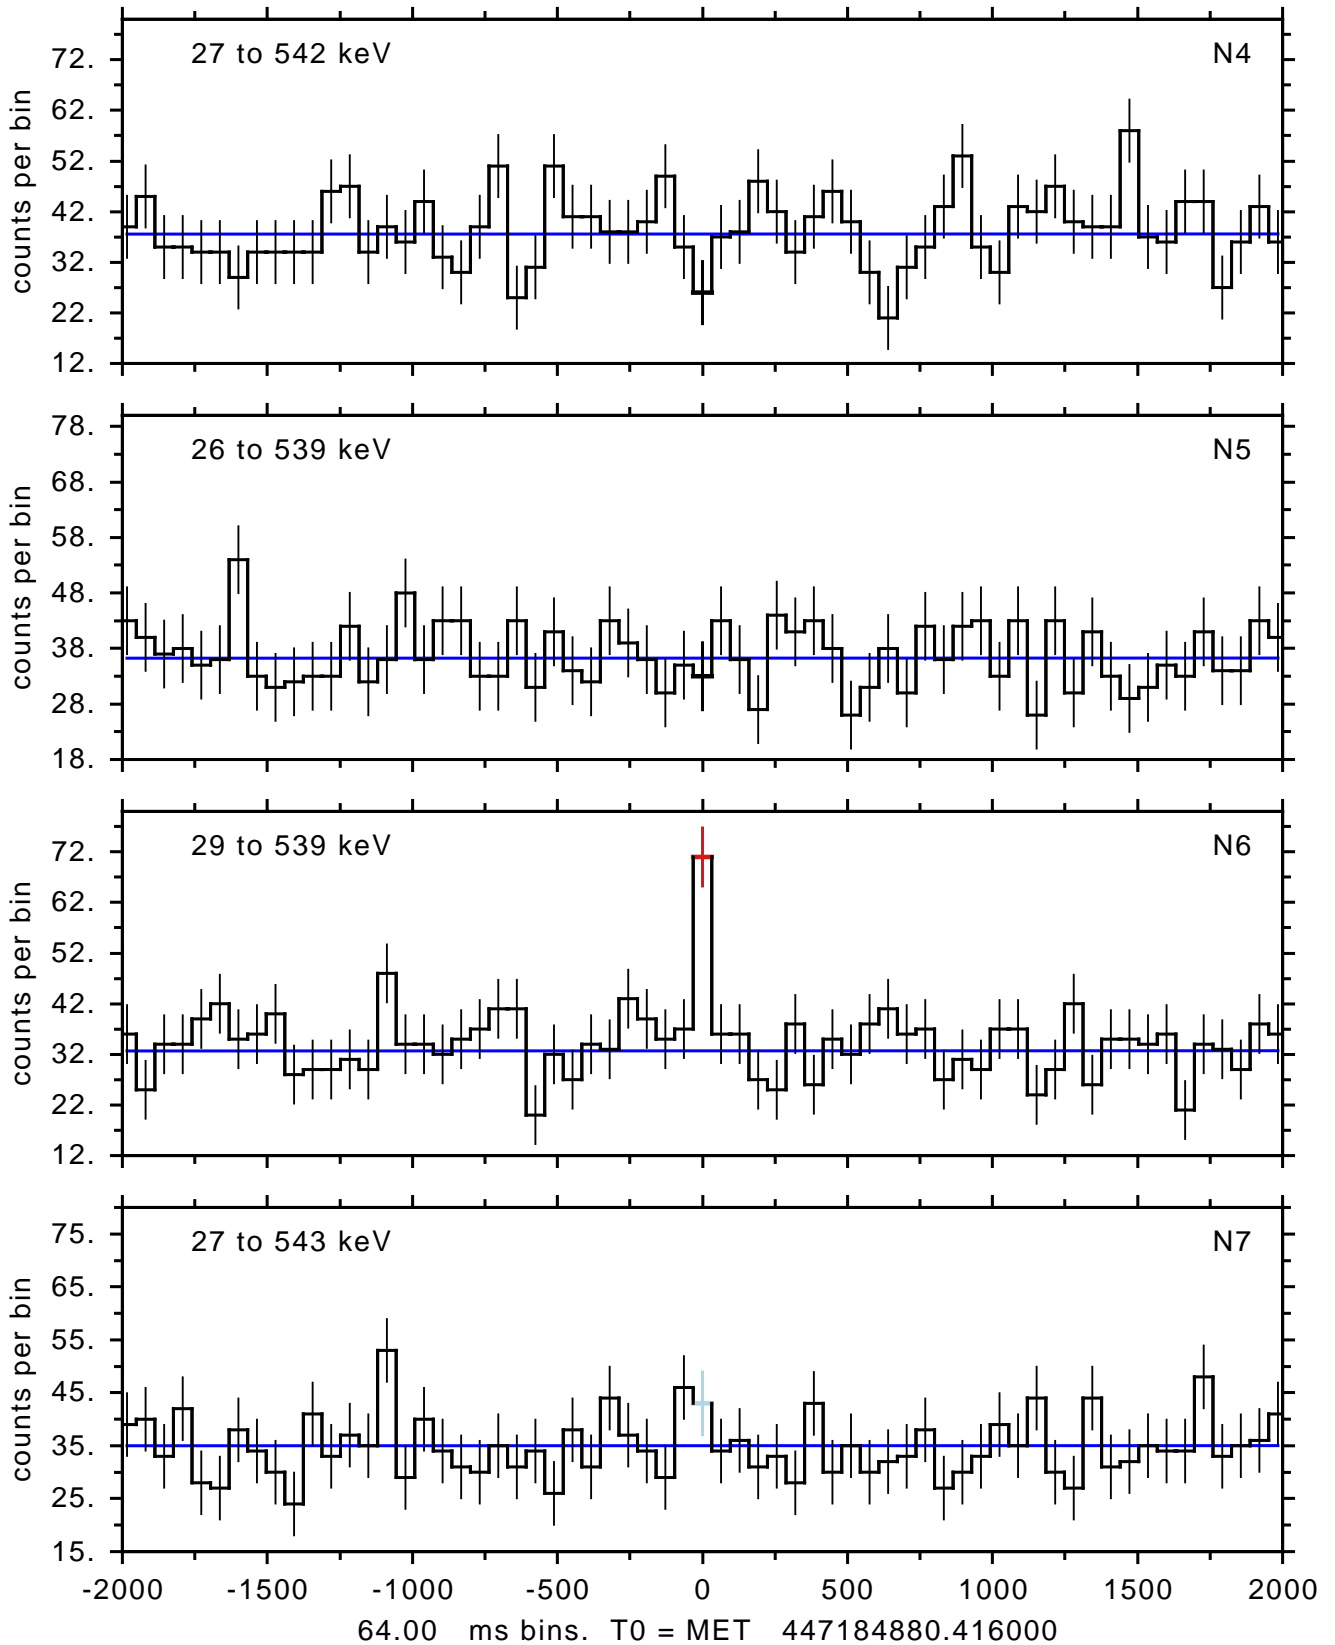 27 to 542 keV N4
72.
62.
52.
42.
32.
22.
12.
counts per bin
26 to 539 keV N5
78.
68.
58.
48.
38.
28.
18.
counts per bin
29 to 539 keV N6
72.
62.
52.
42.
32.
22.
12.
counts per bin
27 to 543 keV N7
75.
65.
55.
45.
35.
25.
15.
counts per bin
-2000 -1500 -1000 -500 0 500 1000 1500 2000
64.00 ms bins. T0 = MET 447184880.416000